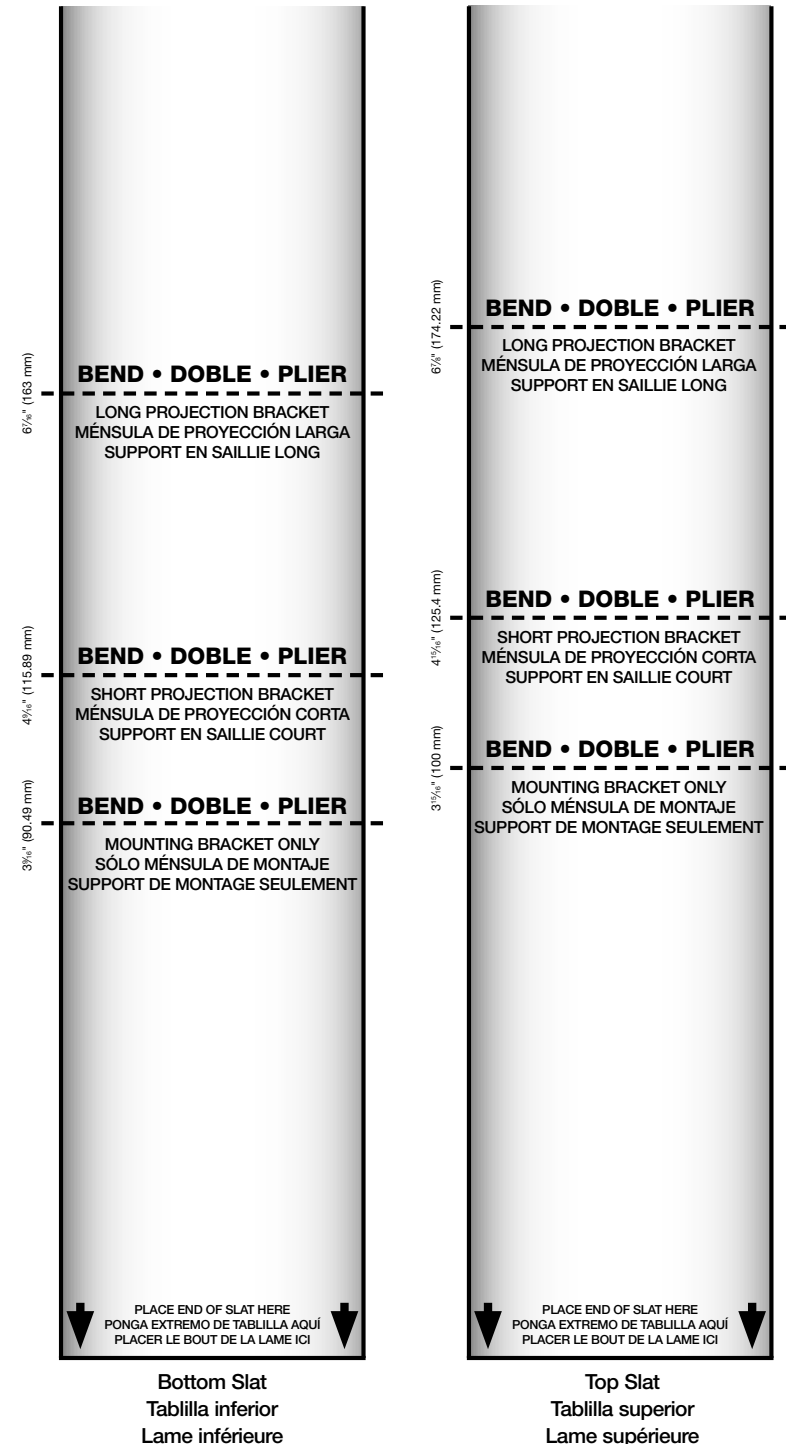 BEND • DOBLE • PLIER
6⁷⁄₁₆" (163 mm)
LONG PROJECTION BRACKET
MÉNSULA DE PROYECCIÓN LARGA
SUPPORT EN SAILLIE LONG
BEND • DOBLE • PLIER
4⁹⁄₁₆" (115.89 mm)
SHORT PROJECTION BRACKET
MÉNSULA DE PROYECCIÓN CORTA
SUPPORT EN SAILLIE COURT
BEND • DOBLE • PLIER
3⁹⁄₁₆" (90.49 mm)
MOUNTING BRACKET ONLY
SÓLO MÉNSULA DE MONTAJE
SUPPORT DE MONTAGE SEULEMENT
PLACE END OF SLAT HERE
PONGA EXTREMO DE TABLILLA AQUÍ
PLACER LE BOUT DE LA LAME ICI
Bottom Slat
Tablilla inferior
Lame inférieure
BEND • DOBLE • PLIER
6⅞" (174.22 mm)
LONG PROJECTION BRACKET
MÉNSULA DE PROYECCIÓN LARGA
SUPPORT EN SAILLIE LONG
BEND • DOBLE • PLIER
4¹⁵⁄₁₆" (125.4 mm)
SHORT PROJECTION BRACKET
MÉNSULA DE PROYECCIÓN CORTA
SUPPORT EN SAILLIE COURT
BEND • DOBLE • PLIER
3¹⁵⁄₁₆" (100 mm)
MOUNTING BRACKET ONLY
SÓLO MÉNSULA DE MONTAJE
SUPPORT DE MONTAGE SEULEMENT
PLACE END OF SLAT HERE
PONGA EXTREMO DE TABLILLA AQUÍ
PLACER LE BOUT DE LA LAME ICI
Top Slat
Tablilla superior
Lame supérieure